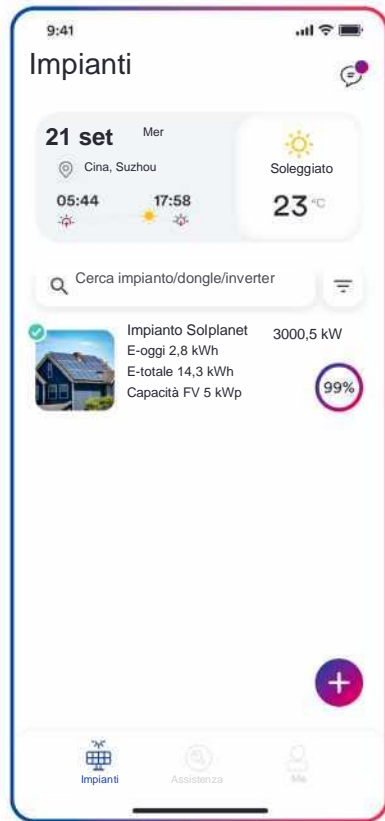 9:41
Impianti
21 set Mer
Cina, Suzhou
05:44 17:58
Soleggiato
23 °C
Cerca impianto/dongle/inverter
Impianto Solplanet 3000,5 kW
E-oggi 2,8 kWh
E-totale 14,3 kWh
Capacità FV 5 kWp
99%
Impianti Assistenza Me